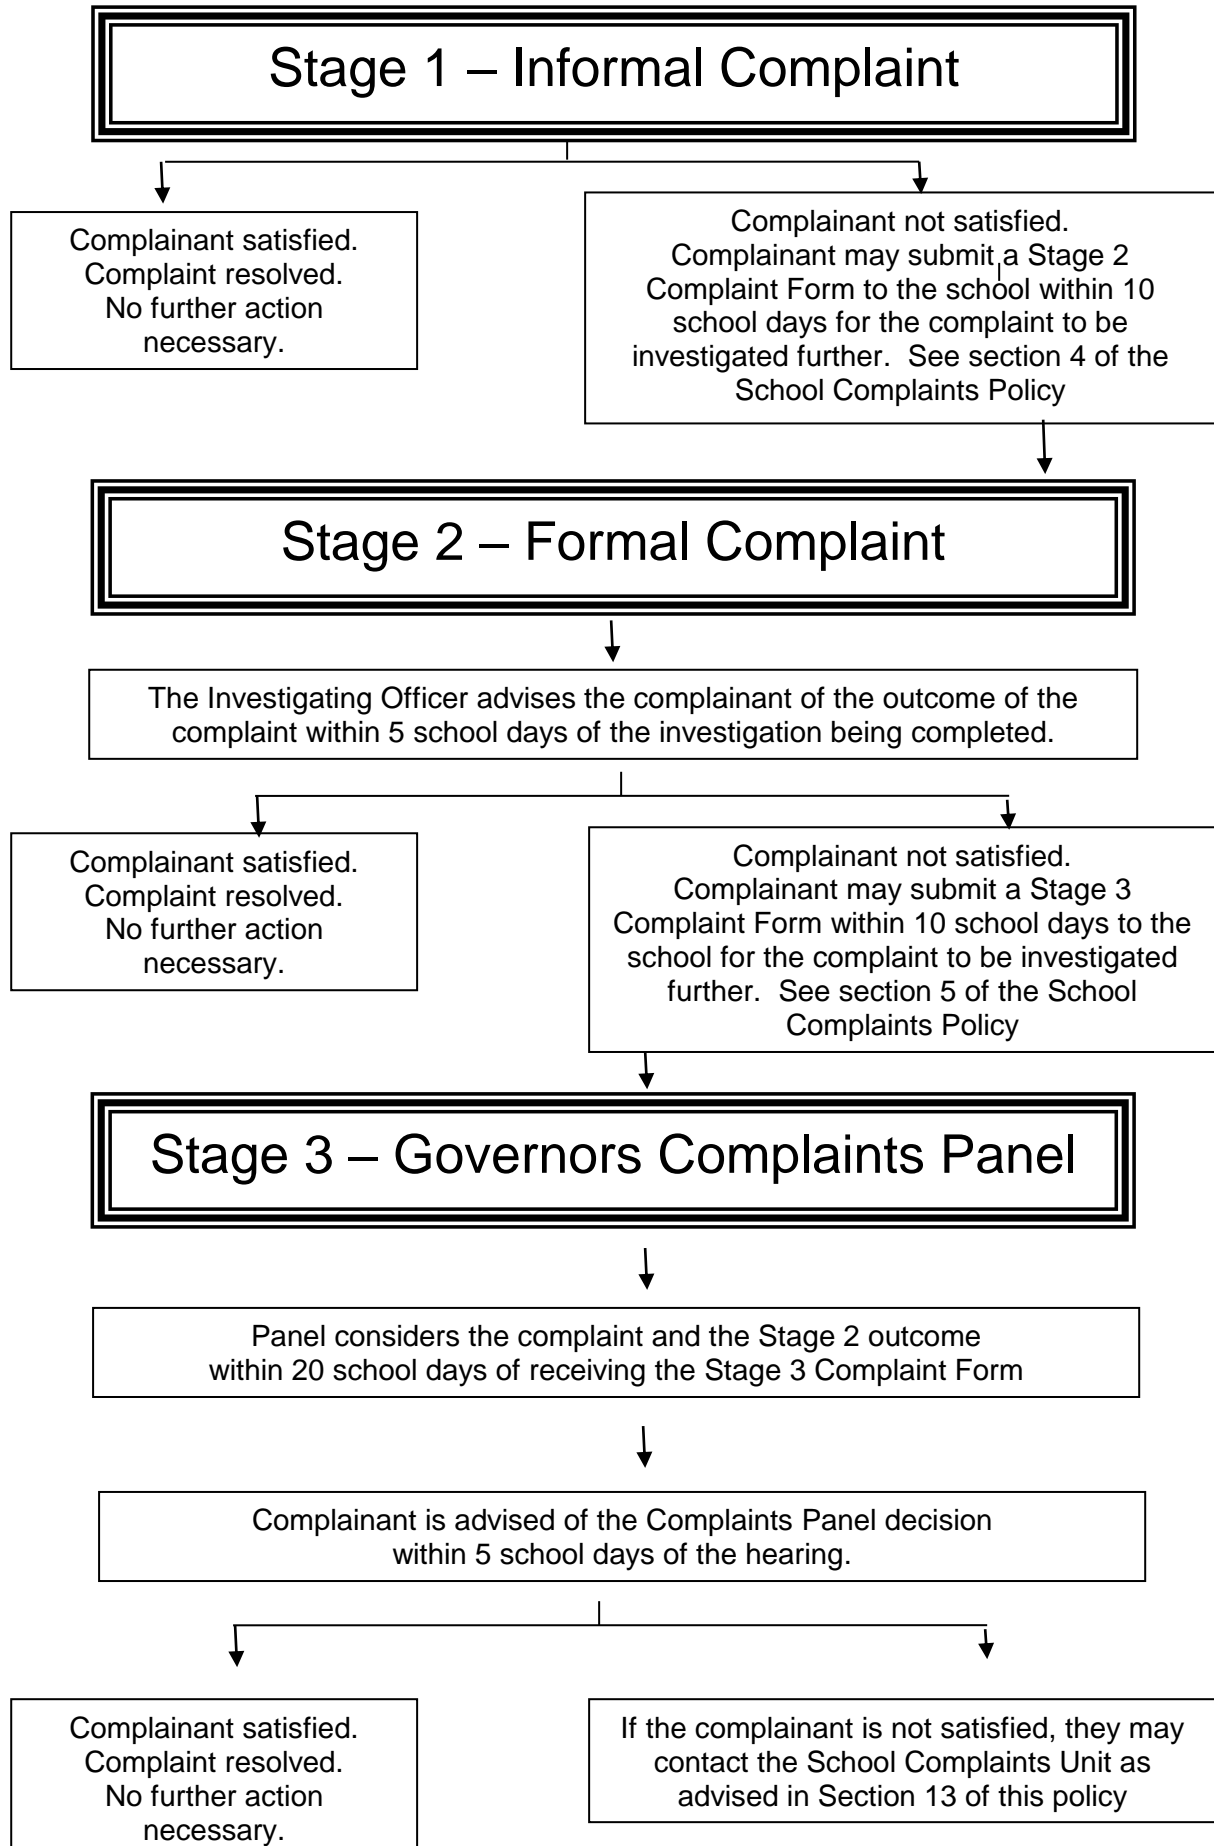 Stage 1 – Informal Complaint
Complainant satisfied.
Complaint resolved.
No further action
necessary.
Complainant not satisfied.
Complainant may submit a Stage 2
Complaint Form to the school within 10
school days for the complaint to be
investigated further.  See section 4 of the
School Complaints Policy
Stage 2 – Formal Complaint
The Investigating Officer advises the complainant of the outcome of the
complaint within 5 school days of the investigation being completed.
Complainant satisfied.
Complaint resolved.
No further action
necessary.
Complainant not satisfied.
Complainant may submit a Stage 3
Complaint Form within 10 school days to the
school for the complaint to be investigated
further.  See section 5 of the School
Complaints Policy
Stage 3 – Governors Complaints Panel
Panel considers the complaint and the Stage 2 outcome
within 20 school days of receiving the Stage 3 Complaint Form
Complainant is advised of the Complaints Panel decision
within 5 school days of the hearing.
Complainant satisfied.
Complaint resolved.
No further action
necessary.
If the complainant is not satisfied, they may
contact the School Complaints Unit as
advised in Section 13 of this policy